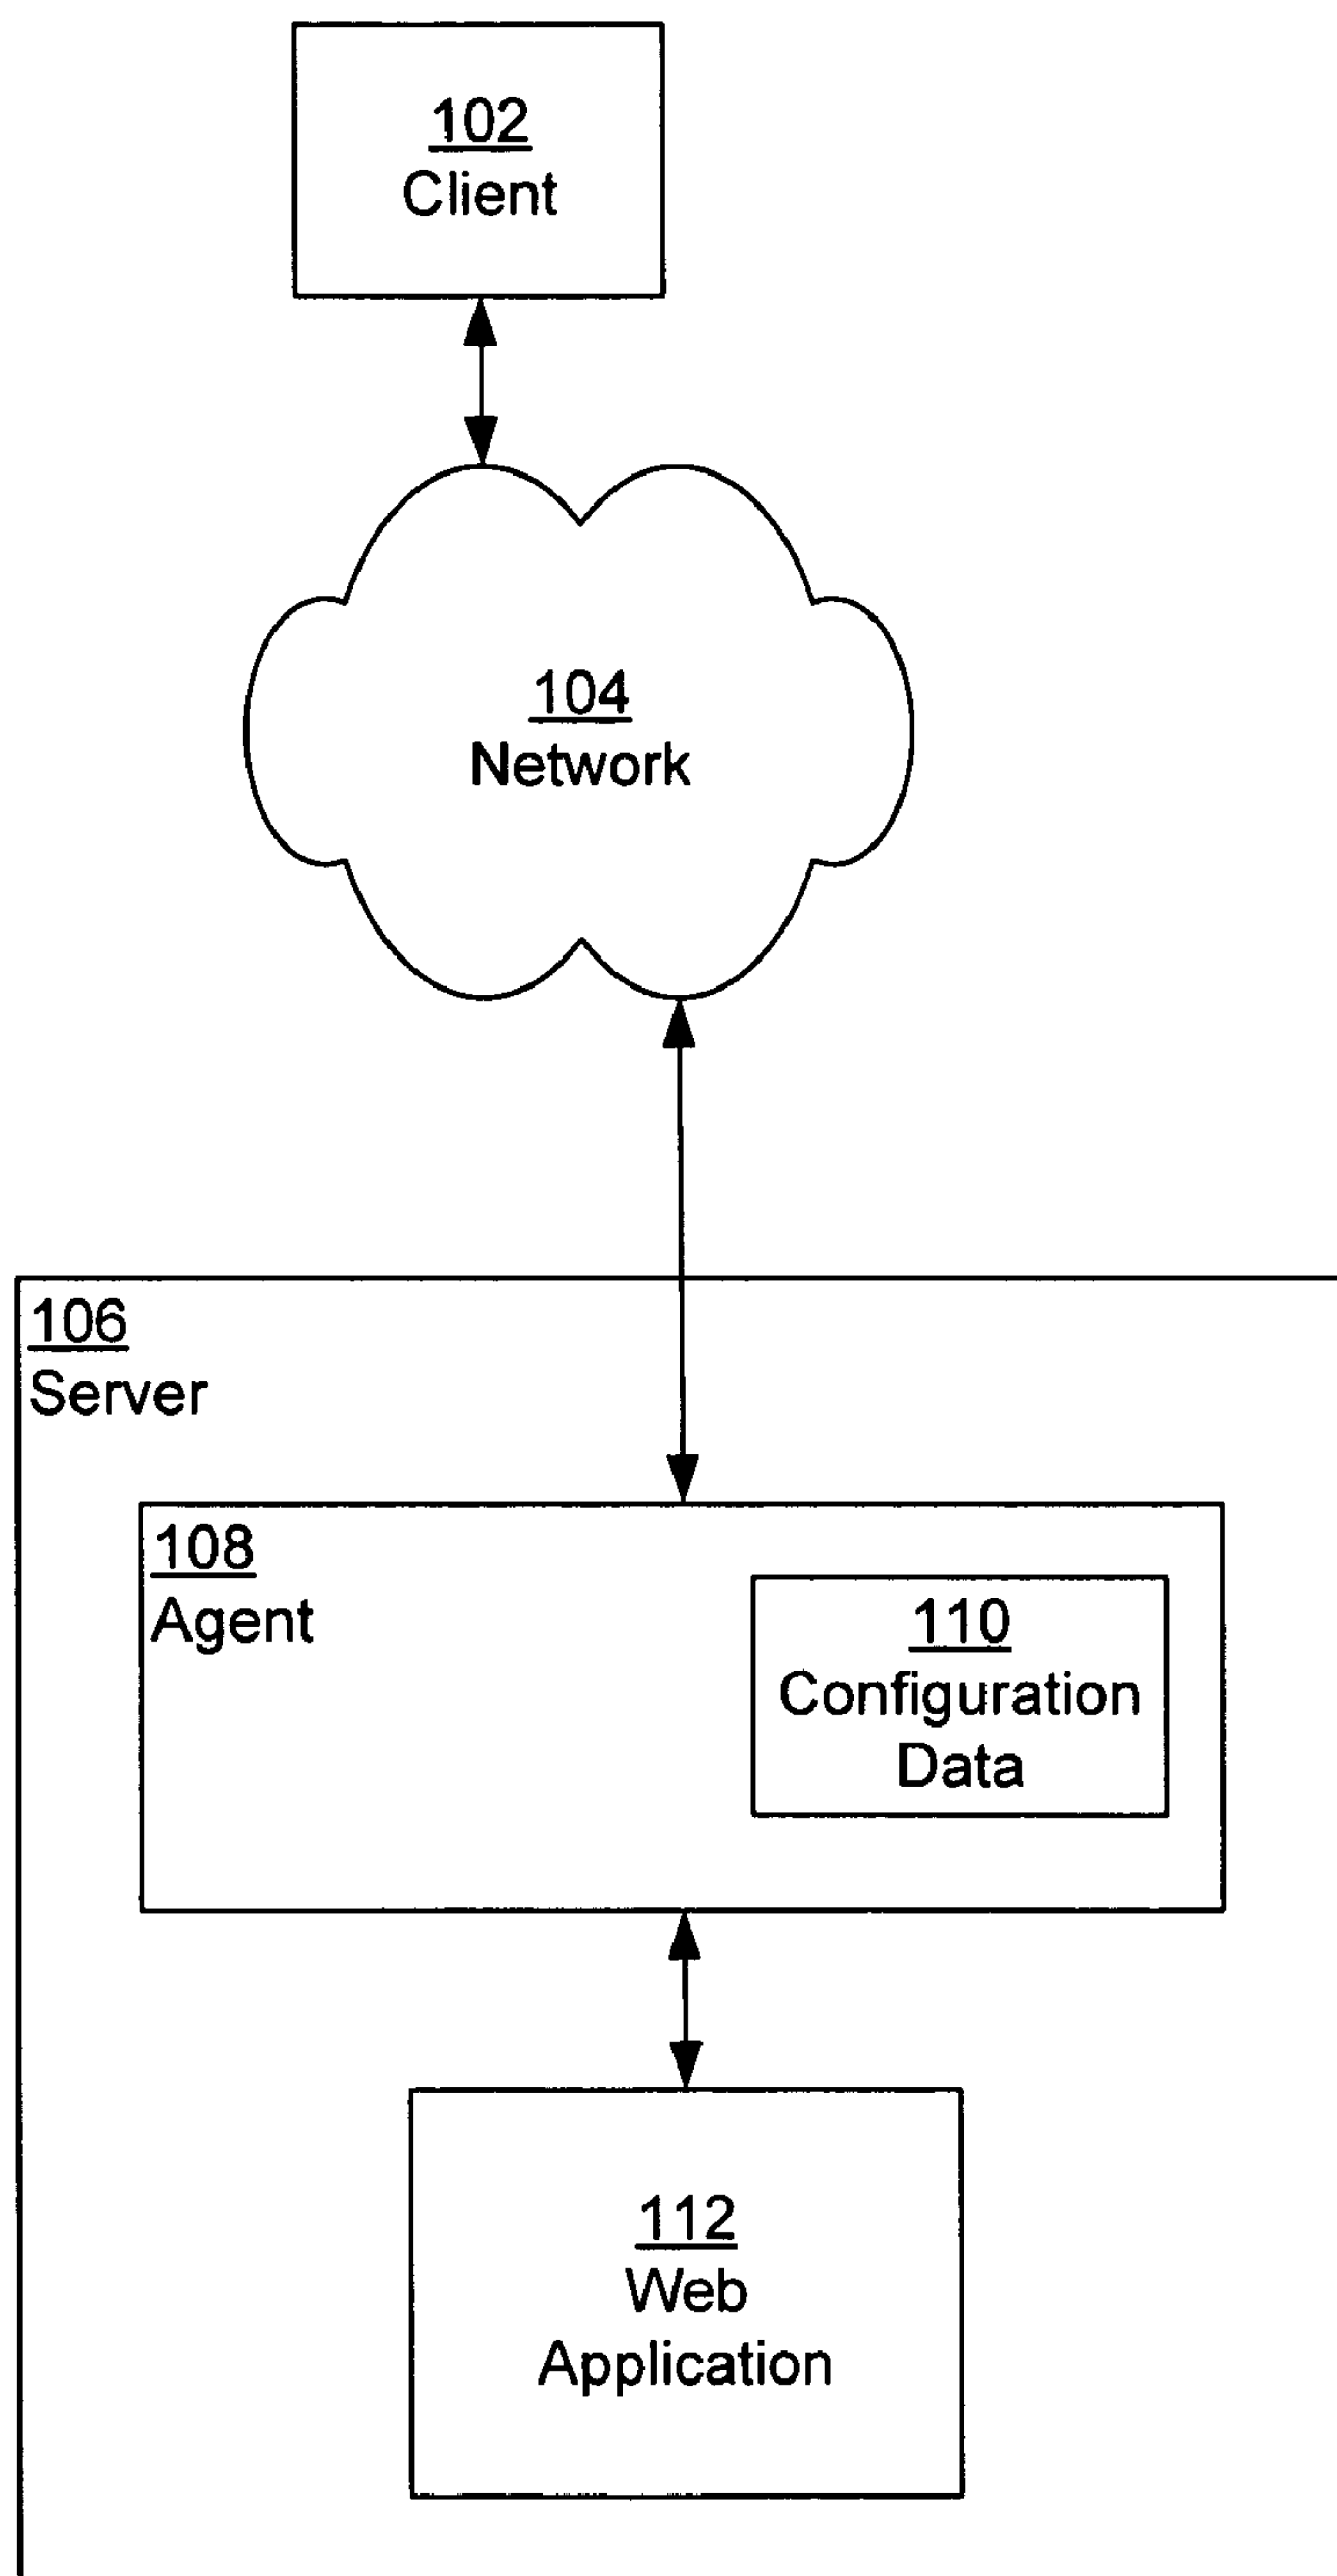 102
Client
104
Network
106
Server
108
Agent
110
Configuration
Data
112
Web
Application